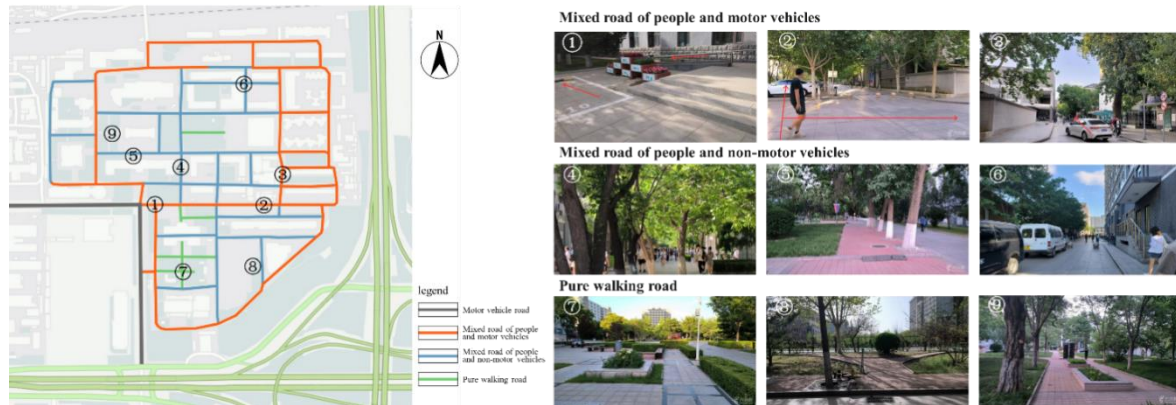 ⑥
⑨
⑤
④
③
①
②
⑦
⑧
N
legend
Motor vehicle road
Mixed road of people
and motor vehicles
Mixed road of people
and non-motor vehicles
Pure walking road
Mixed road of people and motor vehicles
① ② ③
Mixed road of people and non-motor vehicles
④ ⑤ ⑥
Pure walking road
⑦ ⑧ ⑨